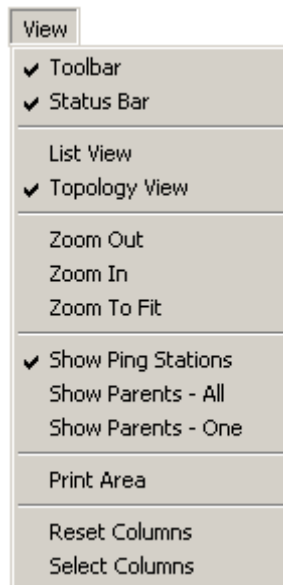 View
Toolbar
Status Bar
List View
Topology View
Zoom Out
Zoom In
Zoom To Fit
Show Ping Stations
Show Parents - All
Show Parents - One
Print Area
Reset Columns
Select Columns